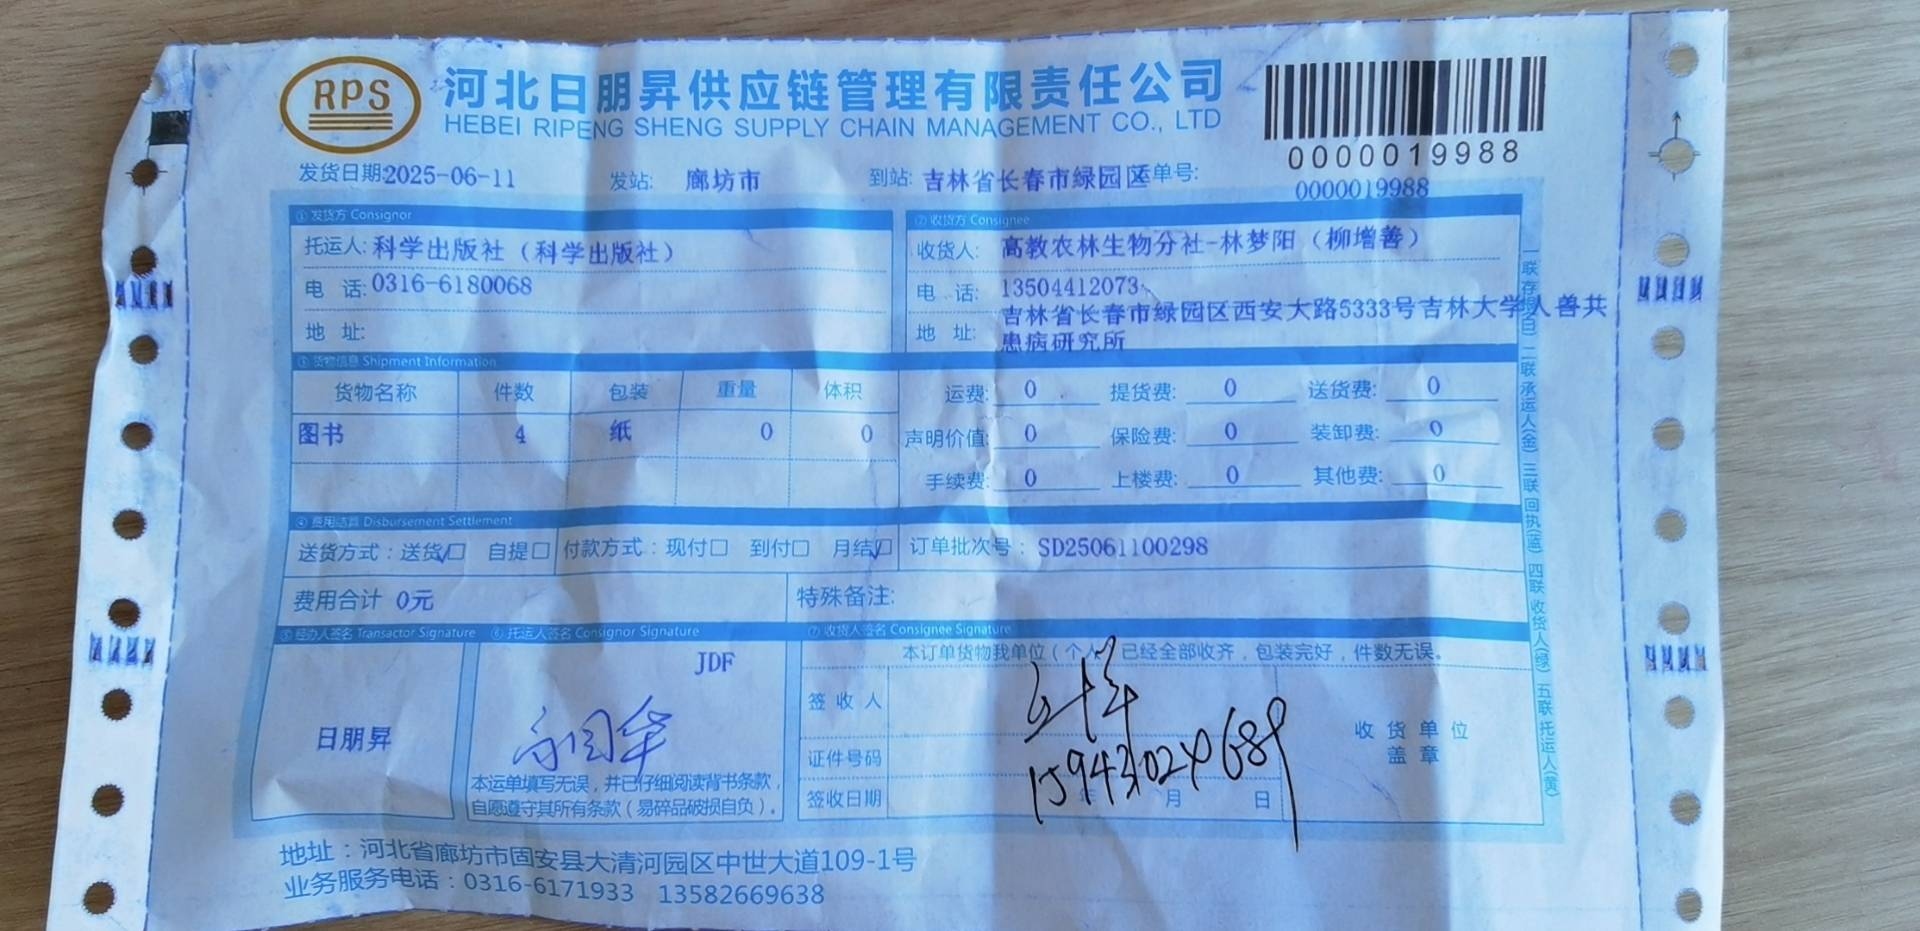 RPS
河北日朋昇供应链管理有限责任公司
HEBEI RIPENG SHENG SUPPLY CHAIN MANAGEMENT CO., LTD
0000019988
发货日期:2025-06-11 发站: 廊坊市 到站: 吉林省长春市绿园区 运单号: 0000019988
① 发货方 Consignor
托运人: 科学出版社（科学出版社）
电 话: 0316-6180068
地 址:
② 收货方 Consignee
收货人: 高教农林生物分社-林梦阳（柳增善）
电 话: 13504412073
地 址: 吉林省长春市绿园区西安大路5333号吉林大学人兽共
患病研究所
③ 货物信息 Shipment Information
货物名称 件数 包装 重量 体积
图书 4 纸 0 0
运费: 0 提货费: 0 送货费: 0
声明价值: 0 保险费: 0 装卸费: 0
手续费: 0 上楼费: 0 其他费: 0
④ 费用结算 Disbursement Settlement
送货方式：送货☑ 自提□ 付款方式：现付□ 到付□ 月结☑ 订单批次号：SD25061100298
费用合计 0元 特殊备注:
⑤ 经办人签名 Transactor Signature
日朋昇
⑥ 托运人签名 Consignor Signature
JDF
本运单填写无误，并已仔细阅读背书条款，
自愿遵守其所有条款（易碎品破损自负）。
⑦ 收货人签名 Consignee Signature
本订单货物我单位（个人）已经全部收齐，包装完好，件数无误。
签 收 人
证件号码
签收日期 年 月 日
收 货 单 位
盖 章
二联 承运人(金) 三联 回执(蓝) 四联 收货人(绿) 五联 托运人(黄)
地址：河北省廊坊市固安县大清河园区中世大道109-1号
业务服务电话：0316-6171933 13582669638